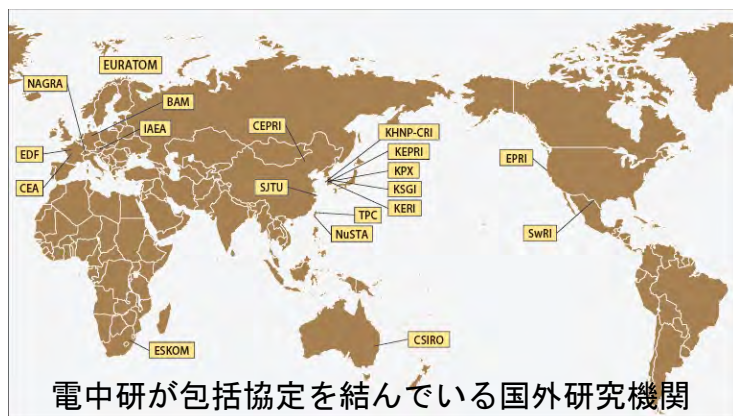 EURATOM
NAGRA
BAM
IAEA
EDF
CEA
CEPRI
SJTU
KHNP-CRI
KEPRI
KPX
KSGI
KERI
TPC
NuSTA
EPRI
SwRI
ESKOM
CSIRO
電中研が包括協定を結んでいる国外研究機関